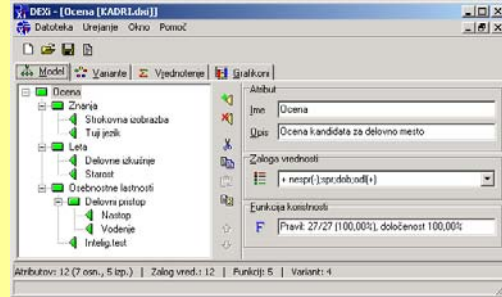 DEXi - [Ocena [KADRI.dxi]]
Datoteka Urejanje Okno Pomoč
Model Variante Vrednotenje Grafikoni
Ocena
Znanja
Strokovna izobrazba
Tuji jezik
Leta
Delovne izkušnje
Starost
Osebnostne lastnosti
Delovni pristop
Nastop
Vodenje
Intelig.test
Atribut
Ime Ocena
Opis Ocena kandidata za delovno mesto
Zaloga vrednosti
+ nespr(-);spr;dob;odl(+)
Funkcija koristnosti
F Pravil: 27/27 (100,00%), določenost 100,00%
Atributov: 12 (7 osn., 5 izp.) | Zalog vred.: 12 | Funkcij: 5 | Variant: 4